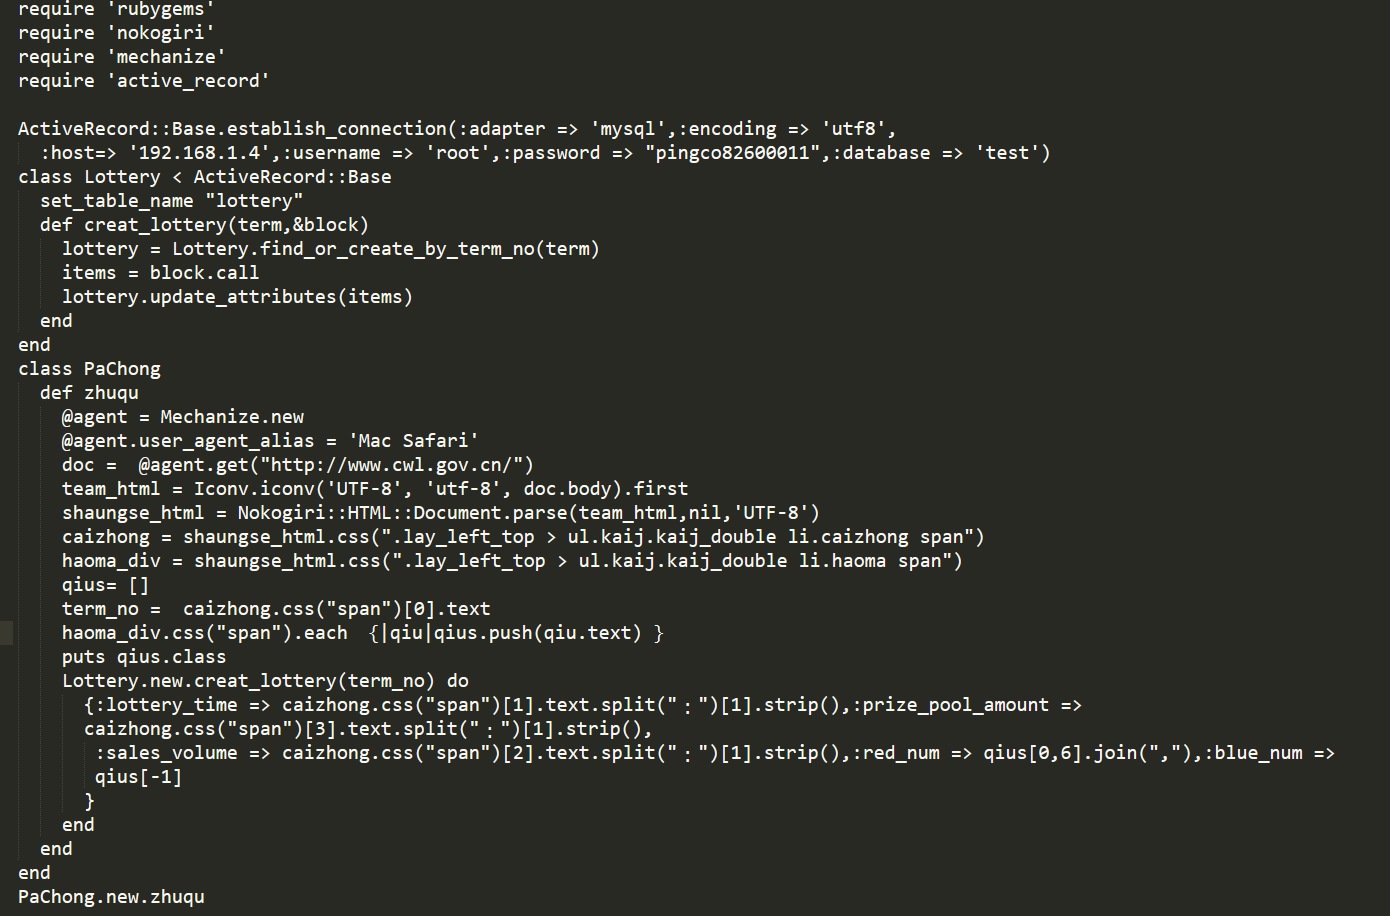 require 'rubygems'
require 'nokogiri'
require 'mechanize'
require 'active_record'
ActiveRecord::Base.establish_connection(:adapter => 'mysql',:encoding => 'utf8',
:host=> '192.168.1.4',:username => 'root',:password => "pingco82600011",:database => 'test')
class Lottery < ActiveRecord::Base
set_table_name "lottery"
def creat_lottery(term,&block)
lottery = Lottery.find_or_create_by_term_no(term)
items = block.call
lottery.update_attributes(items)
end
end
class PaChong
def zhuqu
@agent = Mechanize.new
@agent.user_agent_alias = 'Mac Safari'
doc =  @agent.get("http://www.cwl.gov.cn/")
team_html = Iconv.iconv('UTF-8', 'utf-8', doc.body).first
shaungse_html = Nokogiri::HTML::Document.parse(team_html,nil,'UTF-8')
caizhong = shaungse_html.css(".lay_left_top > ul.kaij.kaij_double li.caizhong span")
haoma_div = shaungse_html.css(".lay_left_top > ul.kaij.kaij_double li.haoma span")
qius= []
term_no =  caizhong.css("span")[0].text
haoma_div.css("span").each  {|qiu|qius.push(qiu.text) }
puts qius.class
Lottery.new.creat_lottery(term_no) do
{:lottery_time => caizhong.css("span")[1].text.split("：")[1].strip(),:prize_pool_amount =>
caizhong.css("span")[3].text.split("：")[1].strip(),
:sales_volume => caizhong.css("span")[2].text.split("：")[1].strip(),:red_num => qius[0,6].join(","),:blue_num =>
qius[-1]
}
end
end
end
PaChong.new.zhuqu